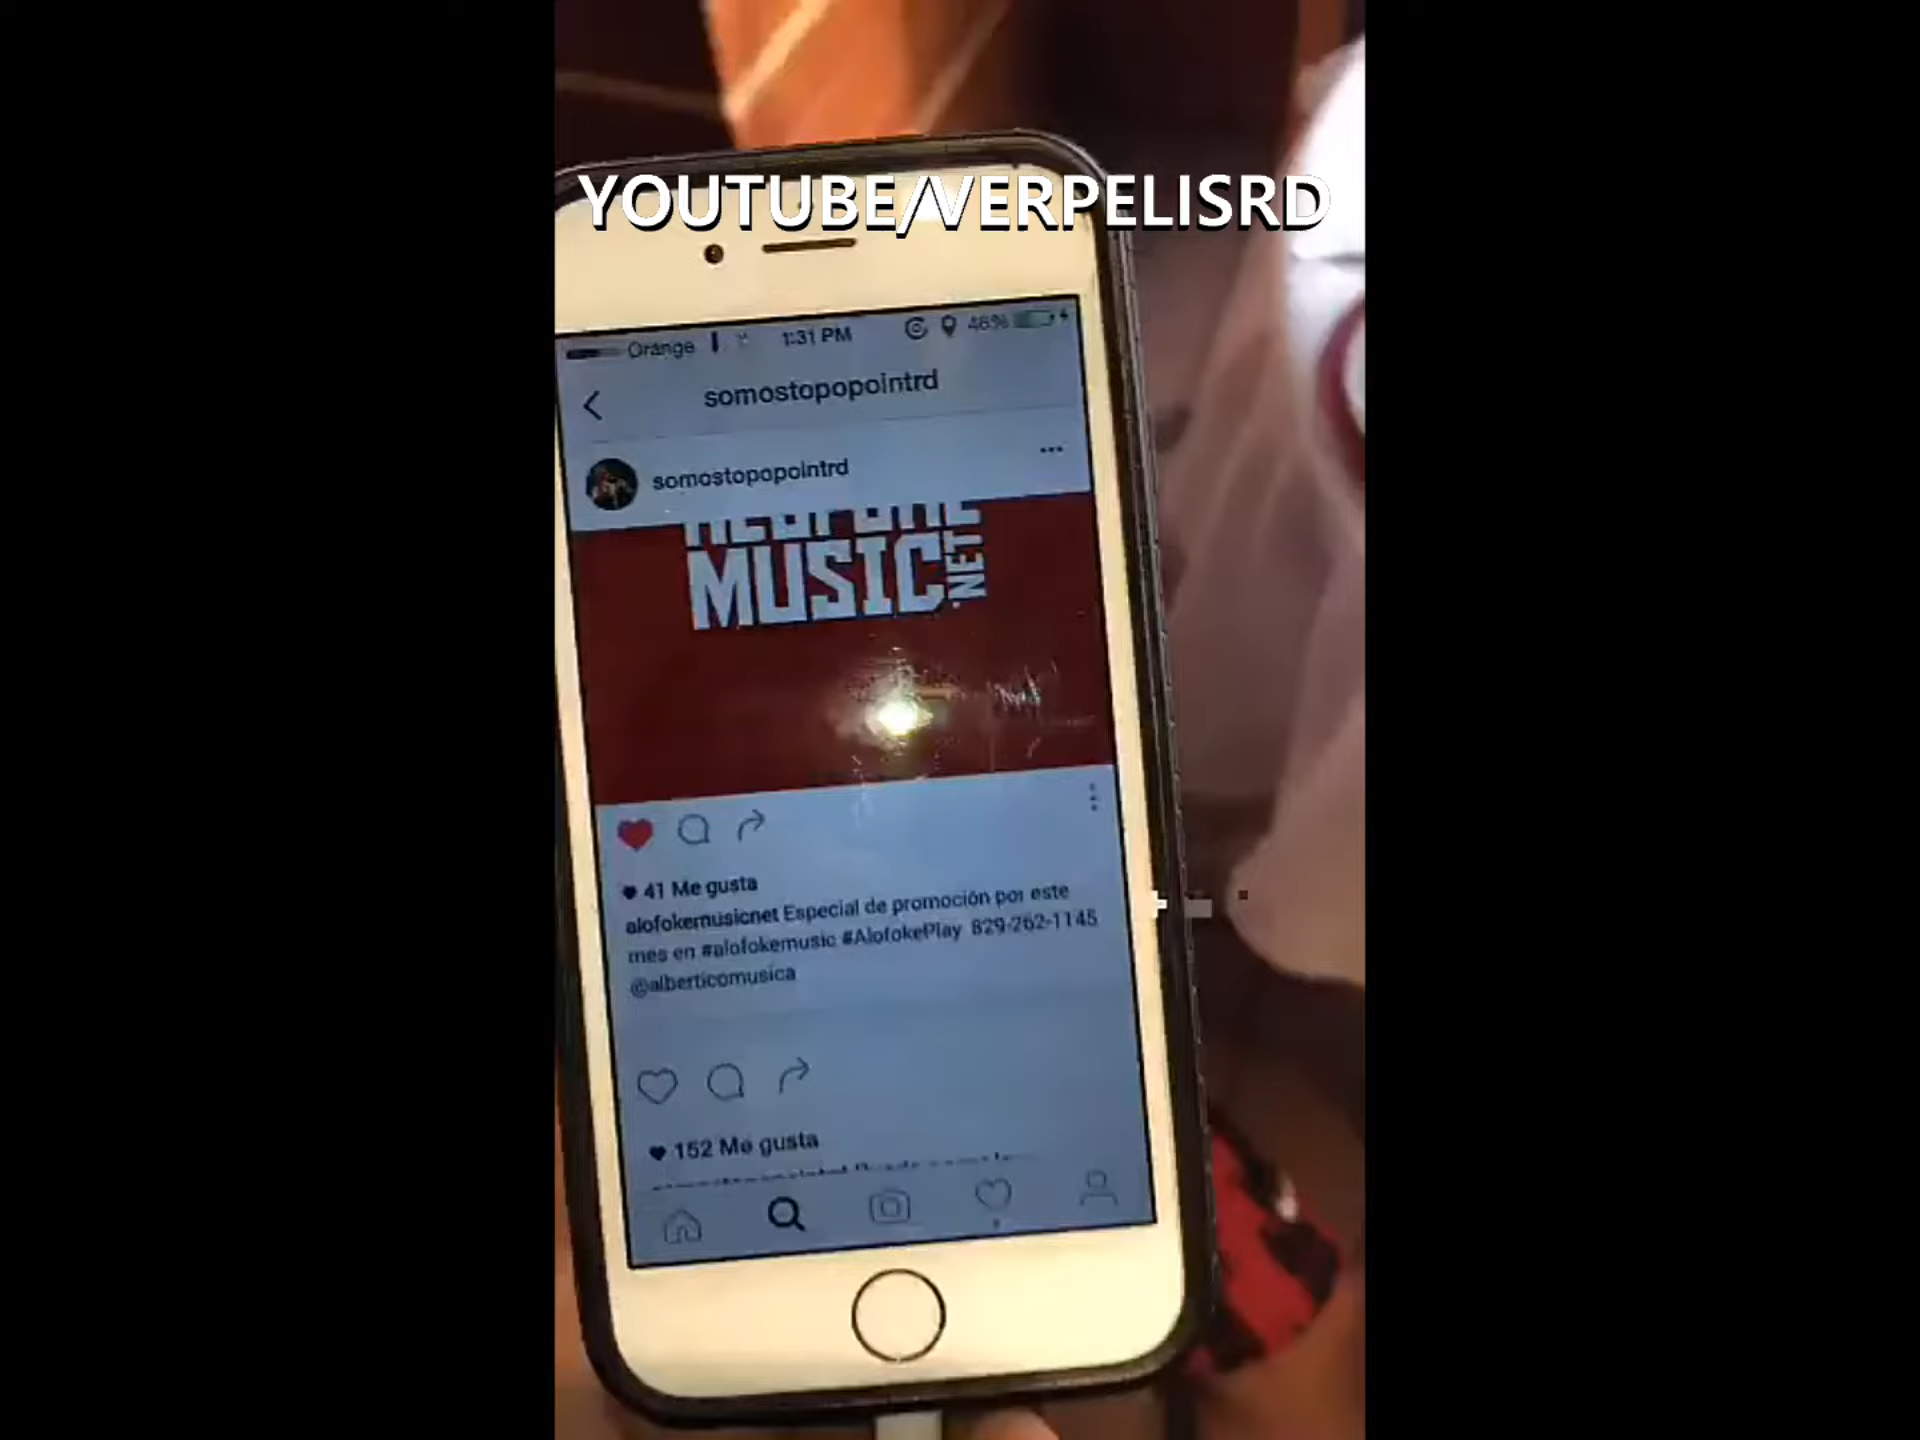 YOUTUBE/VERPELISRD
Orange 1:31 PM 46%
somostopopointrd
somostopopointrd
MUSIC
.NET
41 Me gusta
alofokemusicnet Especial de promoción por este
mes en #alofokemusic #AlofokePlay 829-262-1145
@alberticomusica
152 Me gusta